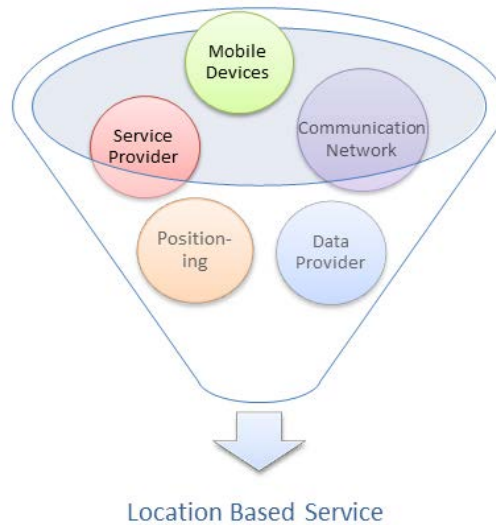 Mobile
Devices
Service
Provider
Communication
Network
Position-
ing
Data
Provider
Location Based Service